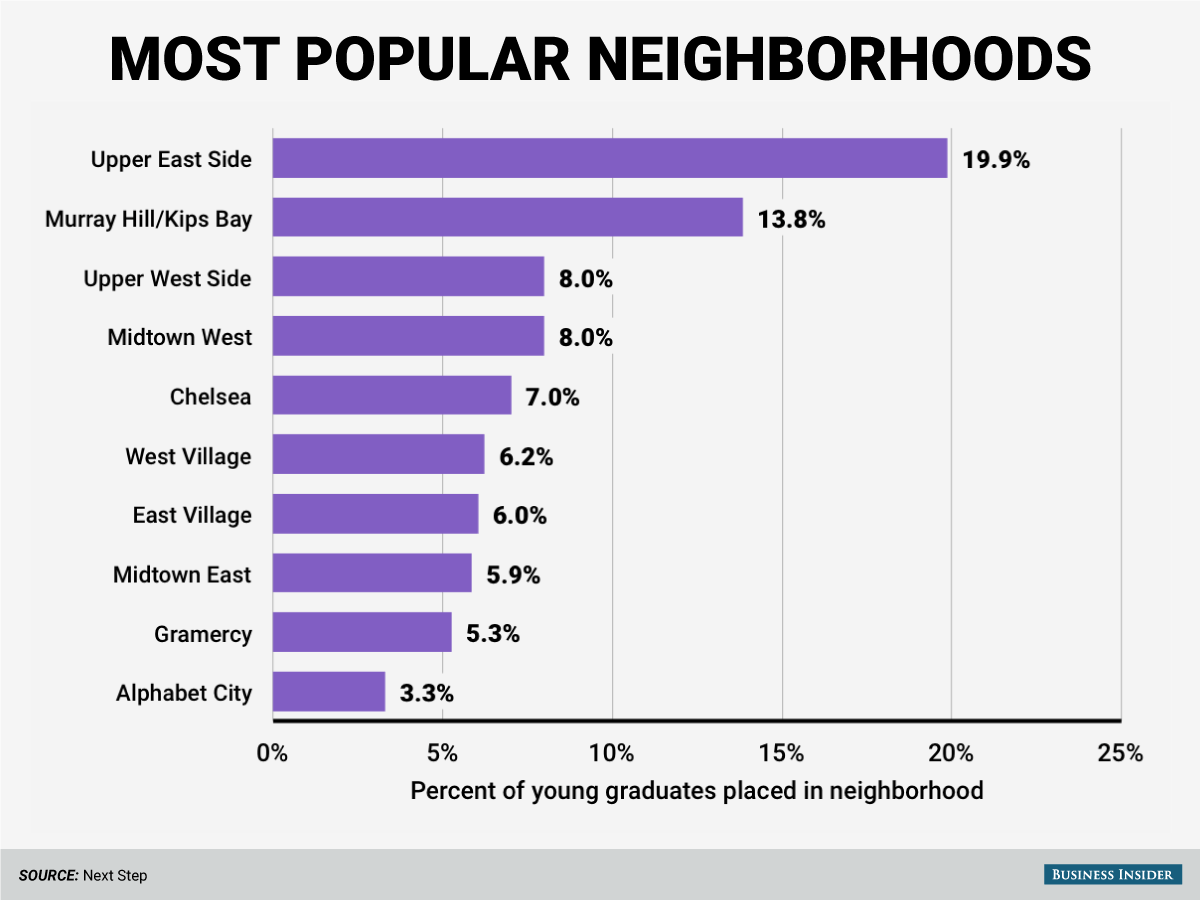 MOST POPULAR NEIGHBORHOODS
Upper East Side 19.9%
Murray Hill/Kips Bay 13.8%
Upper West Side 8.0%
Midtown West 8.0%
Chelsea 7.0%
West Village 6.2%
East Village 6.0%
Midtown East 5.9%
Gramercy 5.3%
Alphabet City 3.3%
0% 5% 10% 15% 20% 25%
Percent of young graduates placed in neighborhood
SOURCE: Next Step BUSINESS INSIDER